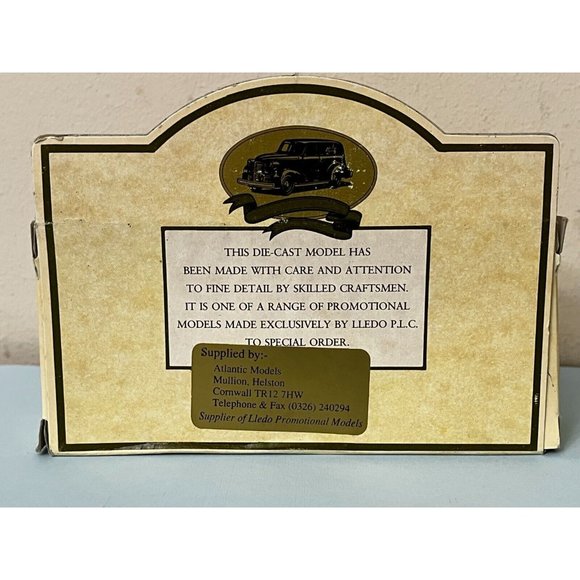 THIS DIE-CAST MODEL HAS
BEEN MADE WITH CARE AND ATTENTION
TO FINE DETAIL BY SKILLED CRAFTSMEN.
IT IS ONE OF A RANGE OF PROMOTIONAL
MODELS MADE EXCLUSIVELY BY LLEDO P.L.C.
TO SPECIAL ORDER.
Supplied by:-
Atlantic Models
Mullion, Helston
Cornwall TR12 7HW
Telephone & Fax (0326) 240294
Supplier of Lledo Promotional Models